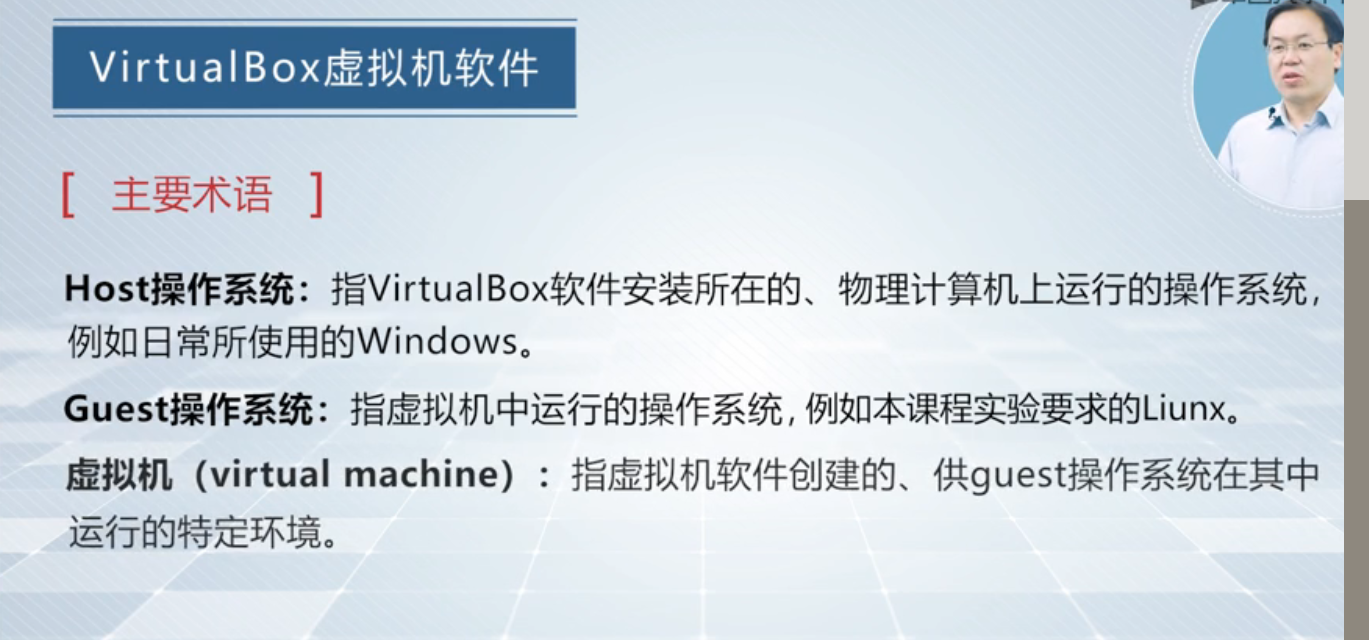 VirtualBox虚拟机软件
[ 主要术语 ]
Host操作系统：指VirtualBox软件安装所在的、物理计算机上运行的操作系统,
例如日常所使用的Windows。
Guest操作系统：指虚拟机中运行的操作系统, 例如本课程实验要求的Liunx。
虚拟机（virtual machine）：指虚拟机软件创建的、供guest操作系统在其中
运行的特定环境。